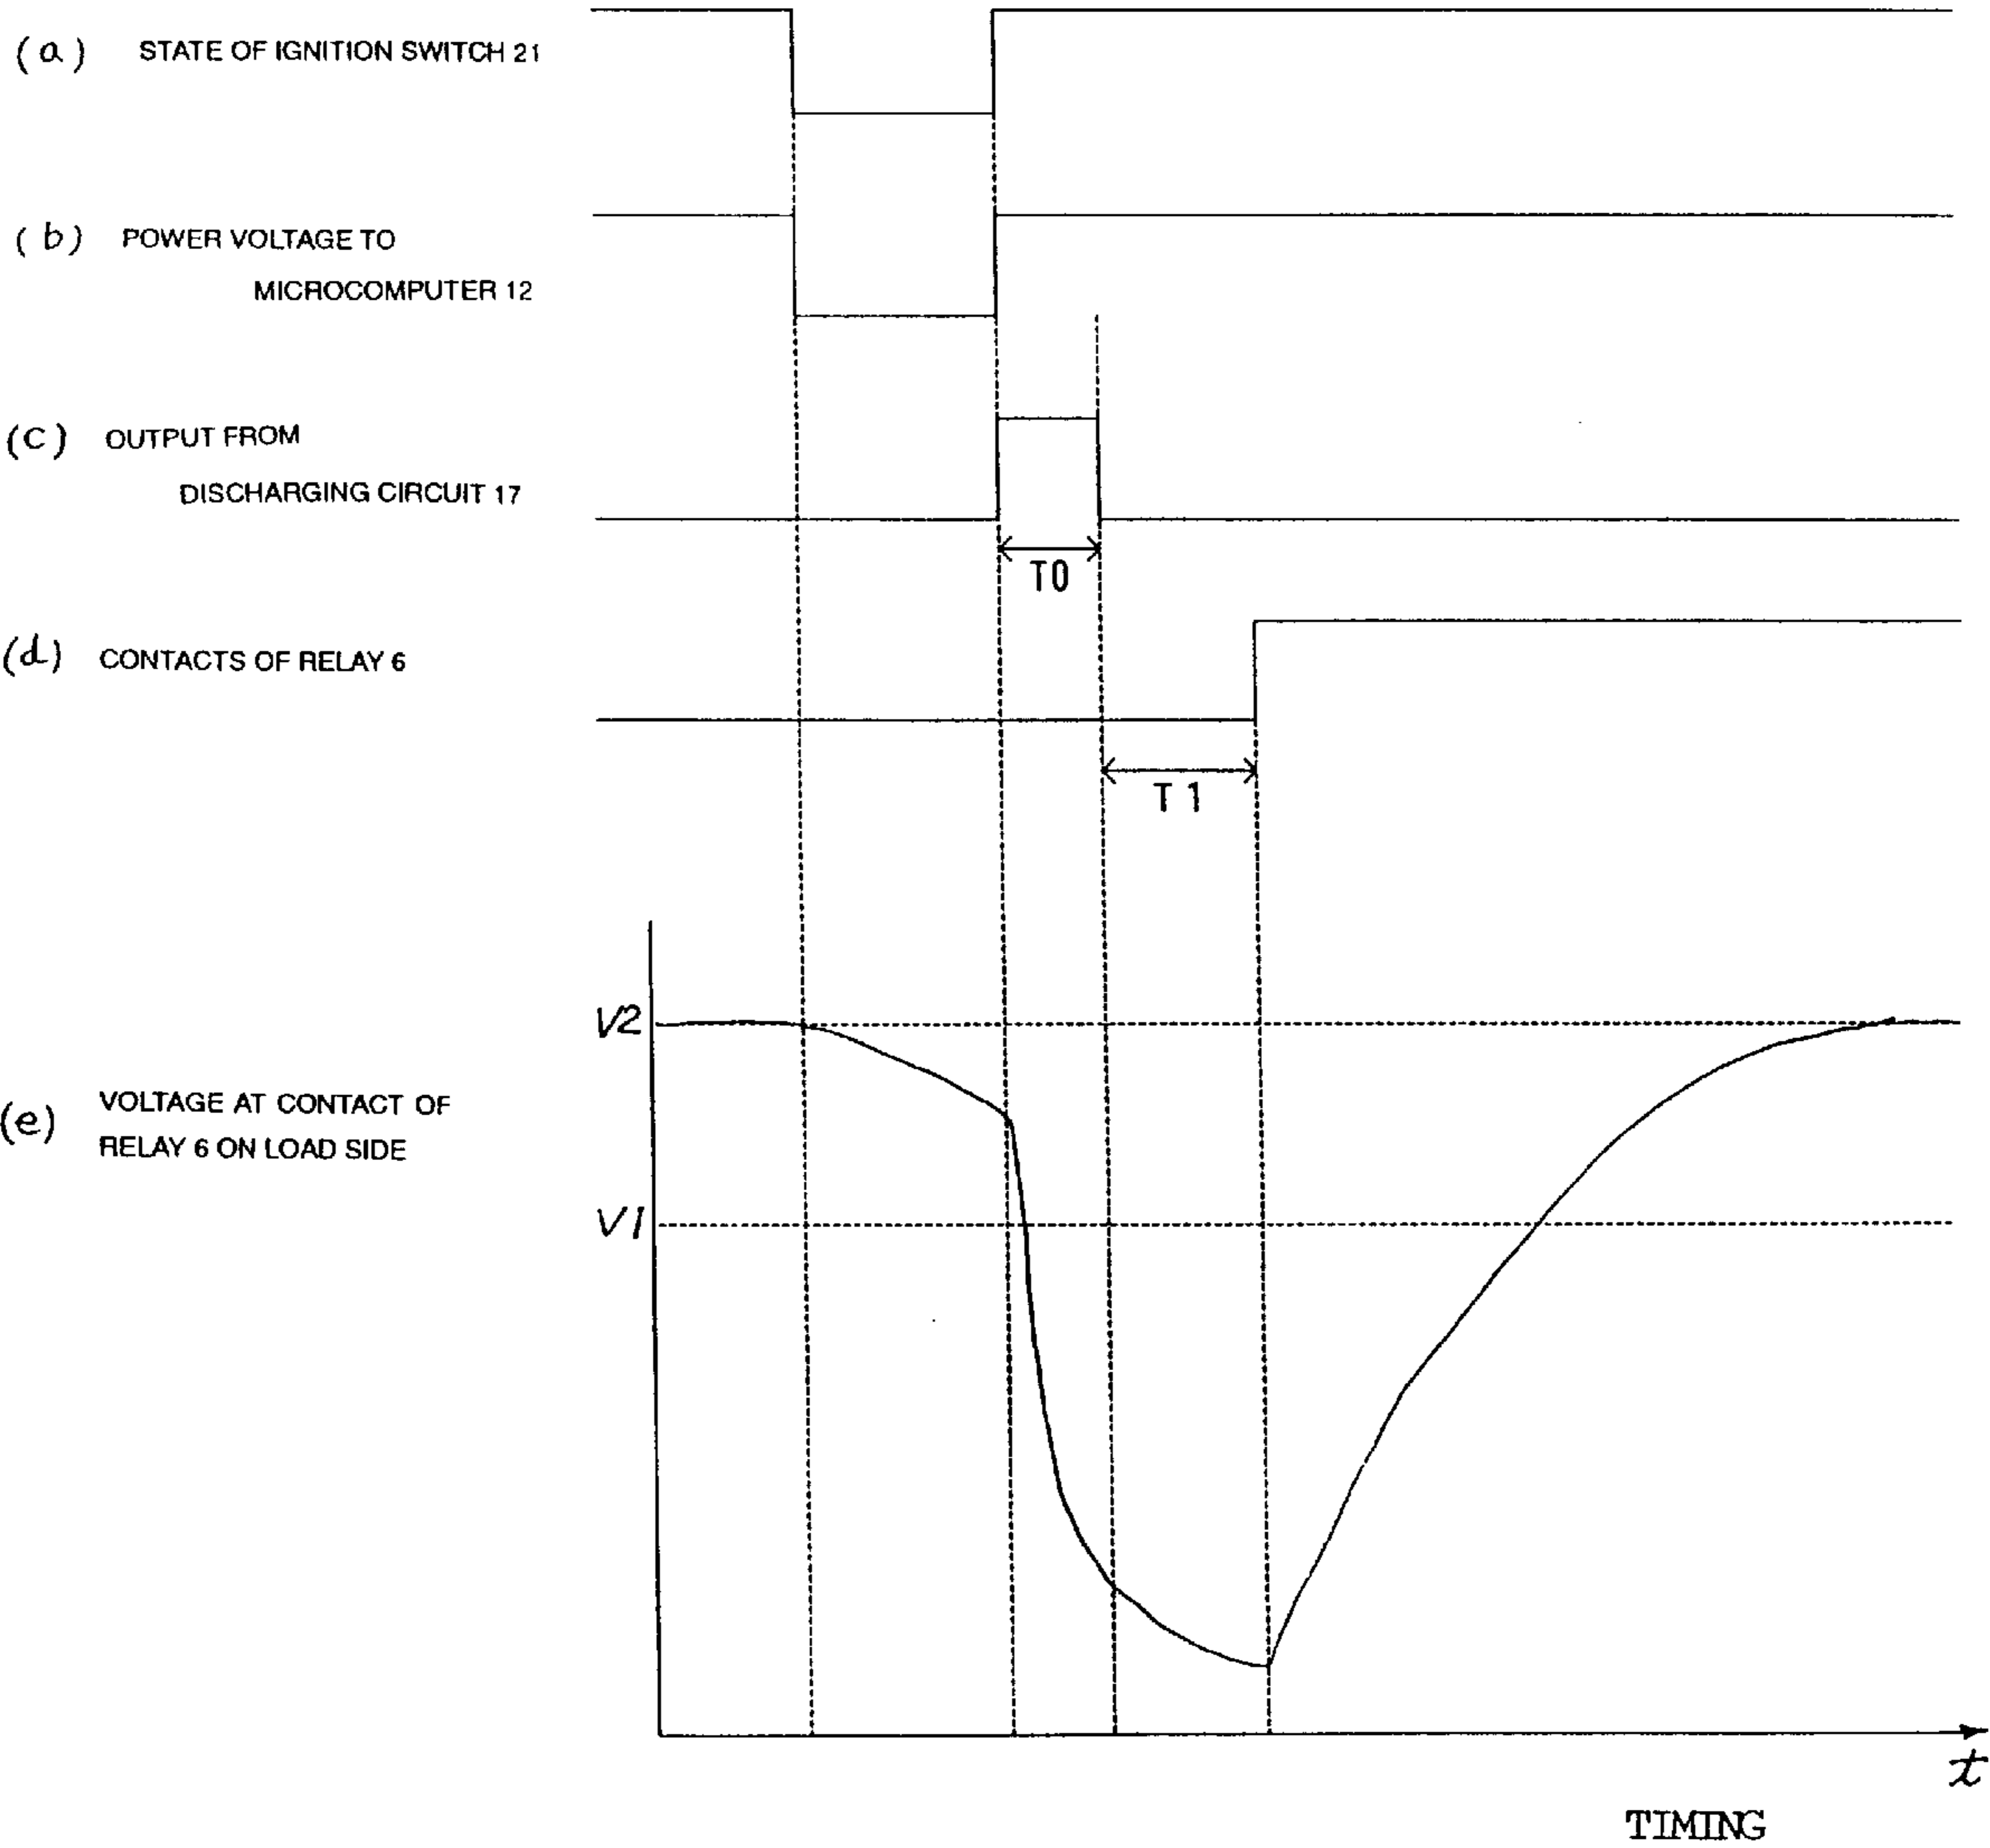 (a) STATE OF IGNITION SWITCH 21
(b) POWER VOLTAGE TO
MICROCOMPUTER 12
(c) OUTPUT FROM
DISCHARGING CIRCUIT 17
T0
(d) CONTACTS OF RELAY 6
T1
V2
(e) VOLTAGE AT CONTACT OF
RELAY 6 ON LOAD SIDE
V1
t
TIMING